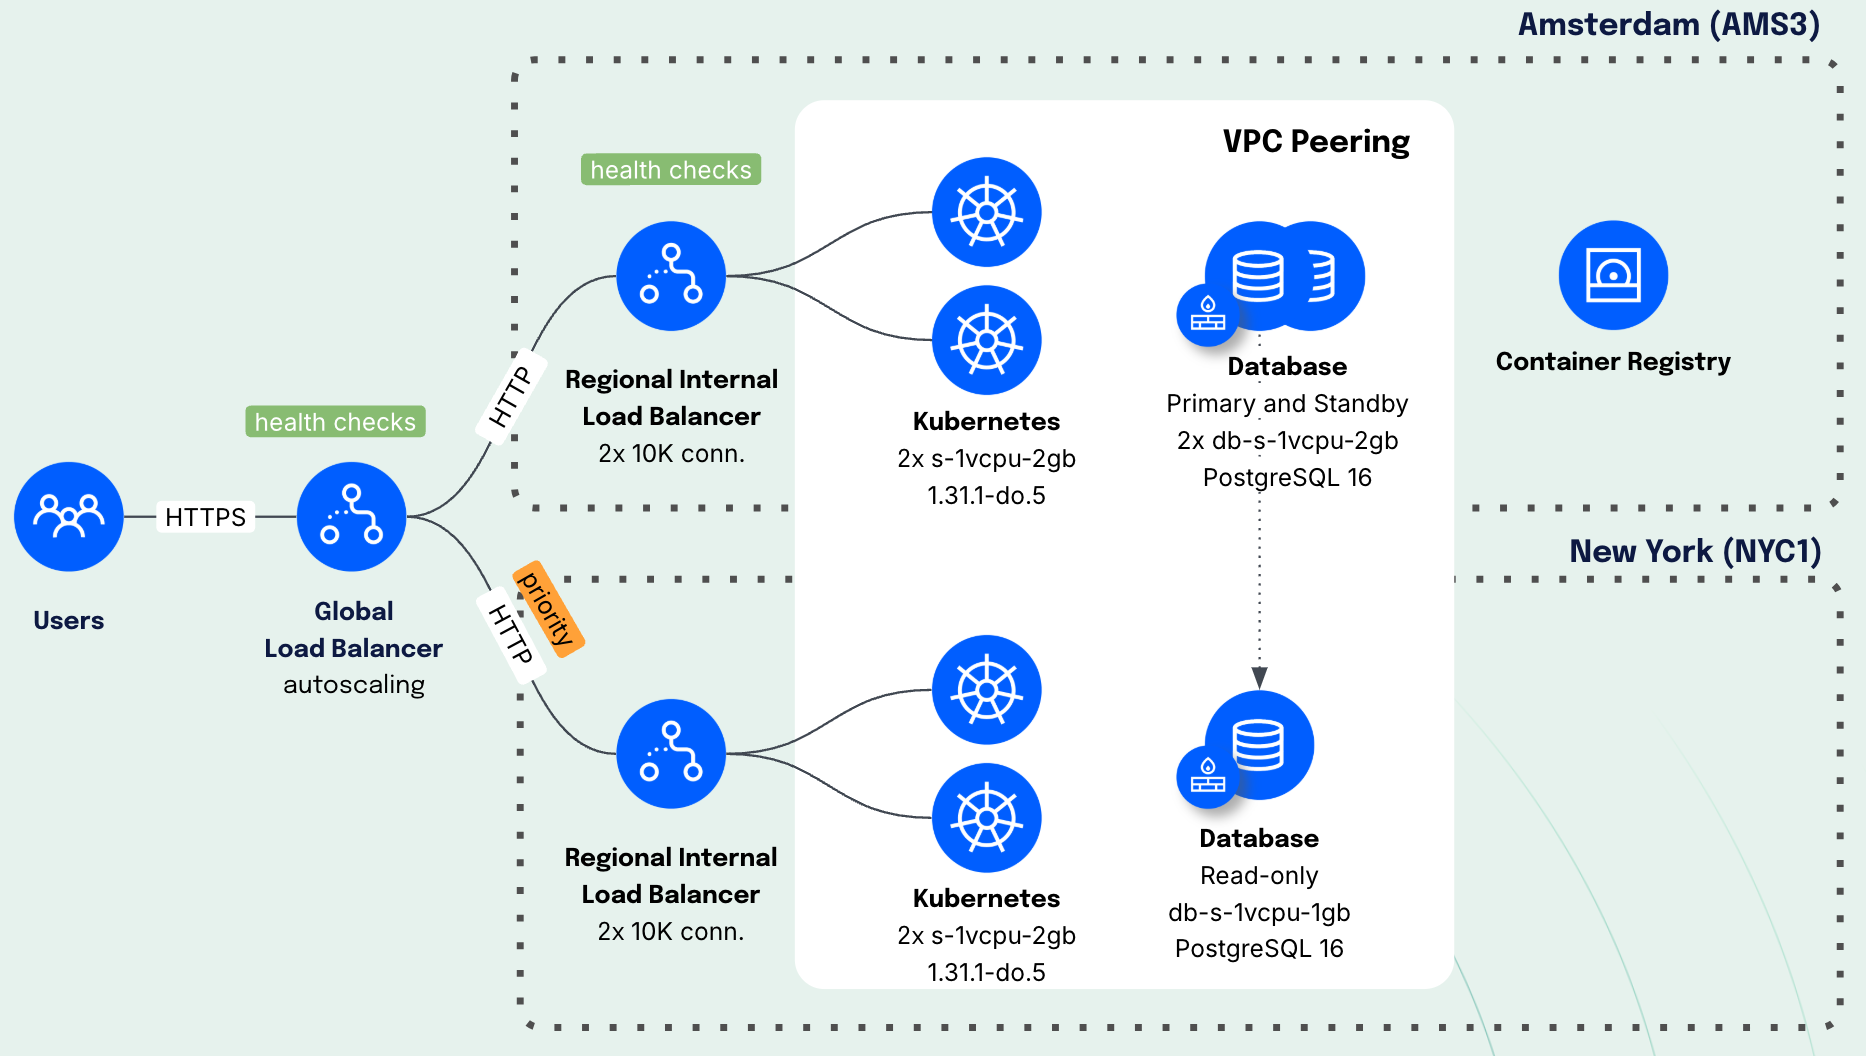 Amsterdam (AMS3)
VPC Peering
health checks
HTTP
Regional Internal
Load Balancer
2x 10K conn.
Kubernetes
2x s-1vcpu-2gb
1.31.1-do.5
Database
Primary and Standby
2x db-s-1vcpu-2gb
PostgreSQL 16
Container Registry
health checks
HTTPS
Users
Global
Load Balancer
autoscaling
New York (NYC1)
priority
HTTP
Regional Internal
Load Balancer
2x 10K conn.
Kubernetes
2x s-1vcpu-2gb
1.31.1-do.5
Database
Read-only
db-s-1vcpu-1gb
PostgreSQL 16